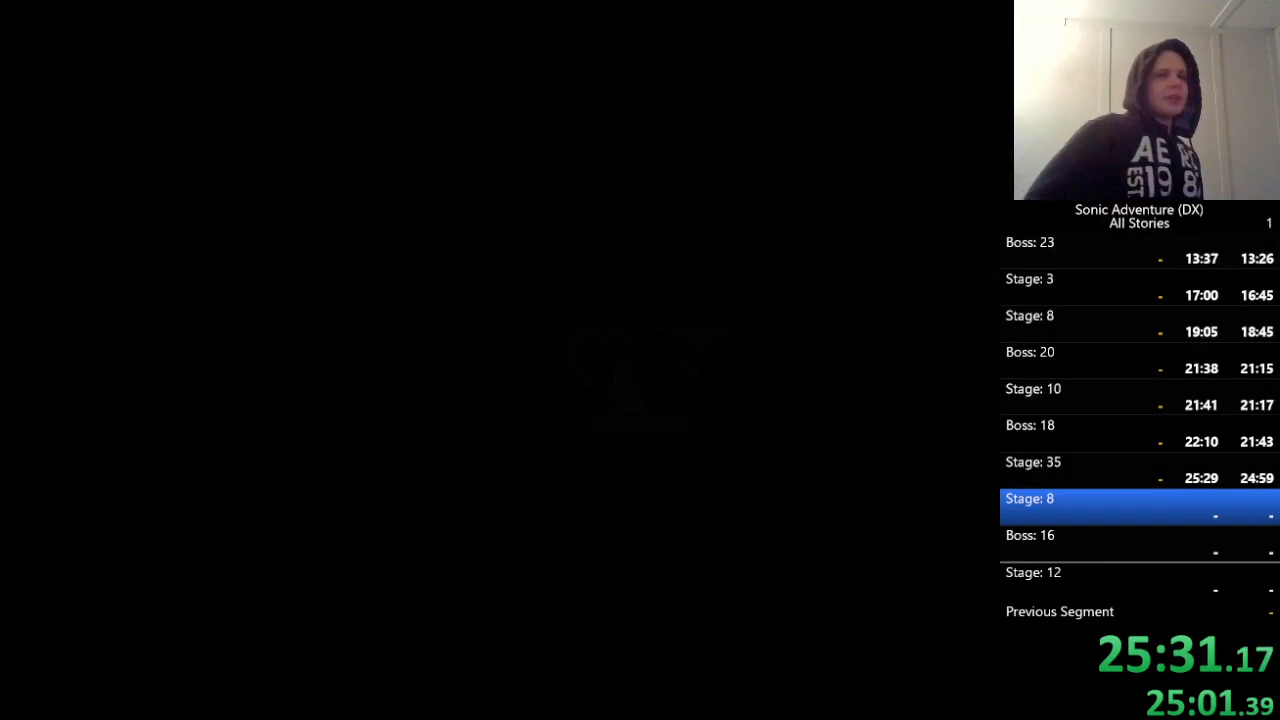 AE RO
EST 1987
Sonic Adventure (DX)
All Stories 1
Boss: 23
- 13:37 13:26
Stage: 3
- 17:00 16:45
Stage: 8
- 19:05 18:45
Boss: 20
- 21:38 21:15
Stage: 10
- 21:41 21:17
Boss: 18
- 22:10 21:43
Stage: 35
- 25:29 24:59
Stage: 8
- -
Boss: 16
- -
Stage: 12
- -
Previous Segment -
25:31.17
25:01.39